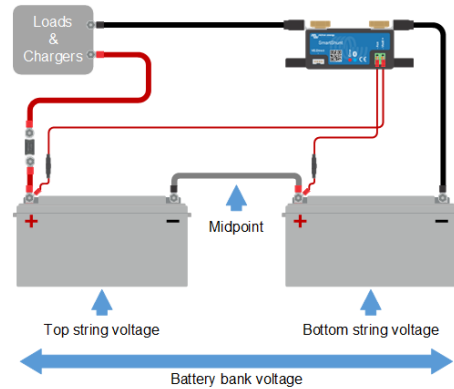 Loads
&
Chargers
SmartShunt
+
−
+
−
Midpoint
Top string voltage
Bottom string voltage
Battery bank voltage